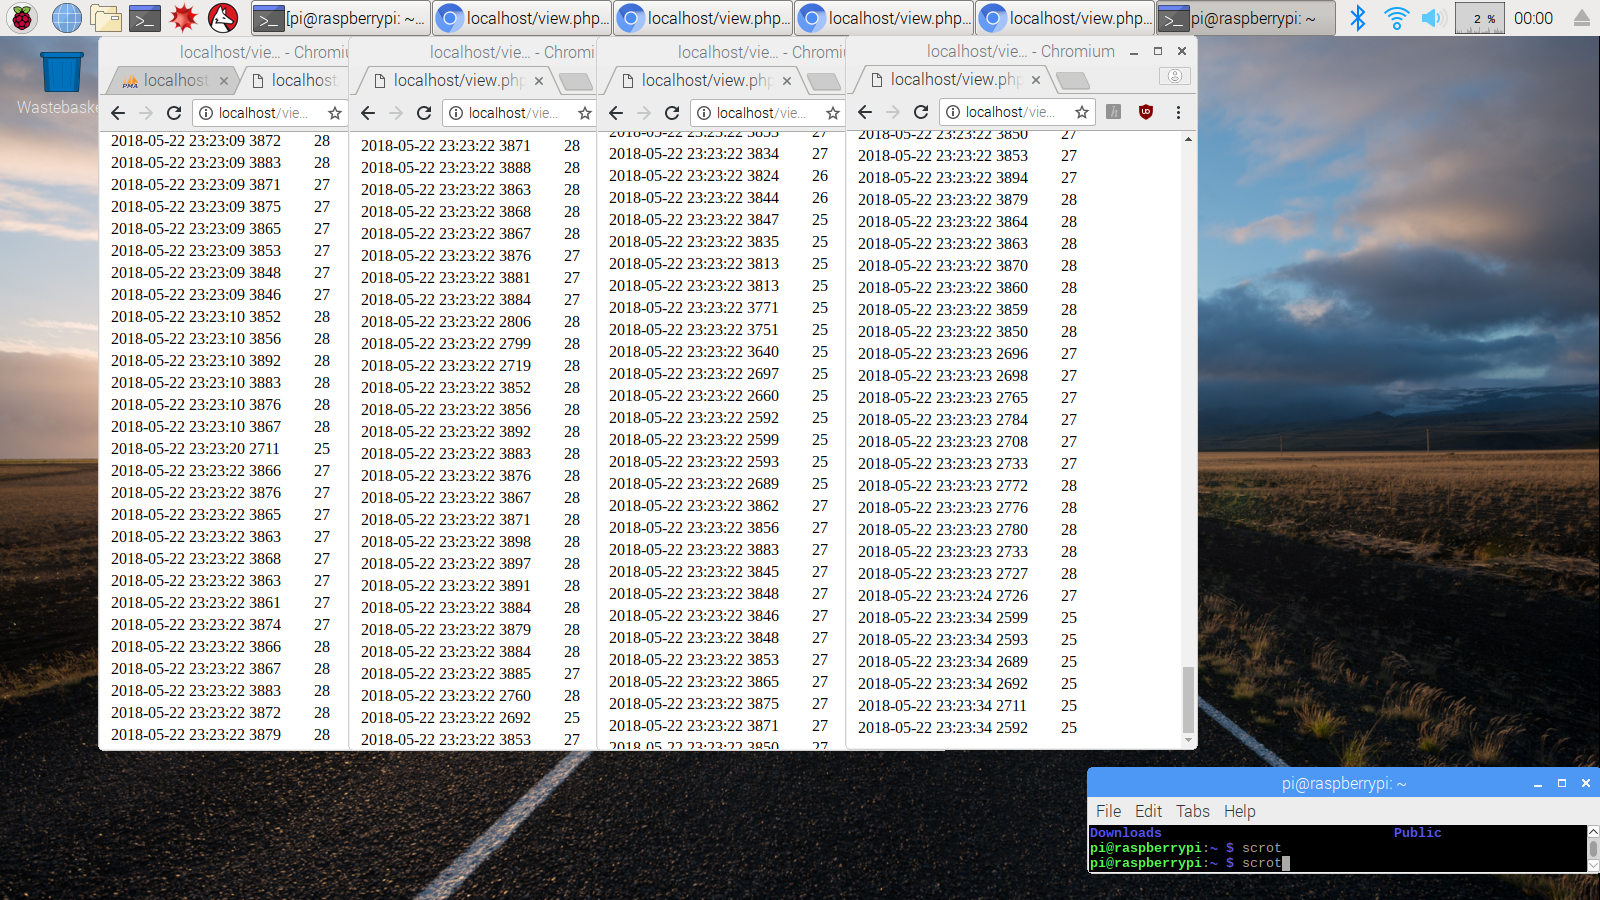 [pi@raspberrypi: ~...
localhost/view.php...
localhost/view.php...
localhost/view.php...
localhost/view.php...
pi@raspberrypi: ~
2 %
00:00
Wastebaske
localhost/vie... - Chromiu
PMA
localhost
localhost
localhost/vie...
2018-05-22 23:23:09 3872 28
2018-05-22 23:23:09 3883 28
2018-05-22 23:23:09 3871 27
2018-05-22 23:23:09 3875 27
2018-05-22 23:23:09 3865 27
2018-05-22 23:23:09 3853 27
2018-05-22 23:23:09 3848 27
2018-05-22 23:23:09 3846 27
2018-05-22 23:23:10 3852 28
2018-05-22 23:23:10 3856 28
2018-05-22 23:23:10 3892 28
2018-05-22 23:23:10 3883 28
2018-05-22 23:23:10 3876 28
2018-05-22 23:23:10 3867 28
2018-05-22 23:23:20 2711 25
2018-05-22 23:23:22 3866 27
2018-05-22 23:23:22 3876 27
2018-05-22 23:23:22 3865 27
2018-05-22 23:23:22 3863 27
2018-05-22 23:23:22 3868 27
2018-05-22 23:23:22 3863 27
2018-05-22 23:23:22 3861 27
2018-05-22 23:23:22 3874 27
2018-05-22 23:23:22 3866 28
2018-05-22 23:23:22 3867 28
2018-05-22 23:23:22 3883 28
2018-05-22 23:23:22 3872 28
2018-05-22 23:23:22 3879 28
localhost/vie... - Chromi
localhost/view.php
localhost/vie...
2018-05-22 23:23:22 3871 28
2018-05-22 23:23:22 3888 28
2018-05-22 23:23:22 3863 28
2018-05-22 23:23:22 3868 28
2018-05-22 23:23:22 3867 28
2018-05-22 23:23:22 3876 27
2018-05-22 23:23:22 3881 27
2018-05-22 23:23:22 3884 27
2018-05-22 23:23:22 2806 28
2018-05-22 23:23:22 2799 28
2018-05-22 23:23:22 2719 28
2018-05-22 23:23:22 3852 28
2018-05-22 23:23:22 3856 28
2018-05-22 23:23:22 3892 28
2018-05-22 23:23:22 3883 28
2018-05-22 23:23:22 3876 28
2018-05-22 23:23:22 3867 28
2018-05-22 23:23:22 3871 28
2018-05-22 23:23:22 3898 28
2018-05-22 23:23:22 3897 28
2018-05-22 23:23:22 3891 28
2018-05-22 23:23:22 3884 28
2018-05-22 23:23:22 3879 28
2018-05-22 23:23:22 3884 28
2018-05-22 23:23:22 3885 27
2018-05-22 23:23:22 2760 28
2018-05-22 23:23:22 2692 25
2018-05-22 23:23:22 3853 27
localhost/vie... - Chromiu
localhost/view.php
localhost/vie...
2018-05-22 23:23:22 3853 27
2018-05-22 23:23:22 3834 27
2018-05-22 23:23:22 3824 26
2018-05-22 23:23:22 3844 26
2018-05-22 23:23:22 3847 25
2018-05-22 23:23:22 3835 25
2018-05-22 23:23:22 3813 25
2018-05-22 23:23:22 3813 25
2018-05-22 23:23:22 3771 25
2018-05-22 23:23:22 3751 25
2018-05-22 23:23:22 3640 25
2018-05-22 23:23:22 2697 25
2018-05-22 23:23:22 2660 25
2018-05-22 23:23:22 2592 25
2018-05-22 23:23:22 2599 25
2018-05-22 23:23:22 2593 25
2018-05-22 23:23:22 2689 25
2018-05-22 23:23:22 3862 27
2018-05-22 23:23:22 3856 27
2018-05-22 23:23:22 3883 27
2018-05-22 23:23:22 3845 27
2018-05-22 23:23:22 3848 27
2018-05-22 23:23:22 3846 27
2018-05-22 23:23:22 3848 27
2018-05-22 23:23:22 3853 27
2018-05-22 23:23:22 3865 27
2018-05-22 23:23:22 3875 27
2018-05-22 23:23:22 3871 27
2018-05-22 23:23:22 3850 27
localhost/vie... - Chromium
localhost/view.php
localhost/vie...
2018-05-22 23:23:22 3850 27
2018-05-22 23:23:22 3853 27
2018-05-22 23:23:22 3894 27
2018-05-22 23:23:22 3879 28
2018-05-22 23:23:22 3864 28
2018-05-22 23:23:22 3863 28
2018-05-22 23:23:22 3870 28
2018-05-22 23:23:22 3860 28
2018-05-22 23:23:22 3859 28
2018-05-22 23:23:22 3850 28
2018-05-22 23:23:23 2696 27
2018-05-22 23:23:23 2698 27
2018-05-22 23:23:23 2765 27
2018-05-22 23:23:23 2784 27
2018-05-22 23:23:23 2708 27
2018-05-22 23:23:23 2733 27
2018-05-22 23:23:23 2772 28
2018-05-22 23:23:23 2776 28
2018-05-22 23:23:23 2780 28
2018-05-22 23:23:23 2733 28
2018-05-22 23:23:23 2727 28
2018-05-22 23:23:24 2726 27
2018-05-22 23:23:34 2599 25
2018-05-22 23:23:34 2593 25
2018-05-22 23:23:34 2689 25
2018-05-22 23:23:34 2692 25
2018-05-22 23:23:34 2711 25
2018-05-22 23:23:34 2592 25
pi@raspberrypi: ~
File Edit Tabs Help
Downloads Public
pi@raspberrypi:~ $ scrot
pi@raspberrypi:~ $ scrot